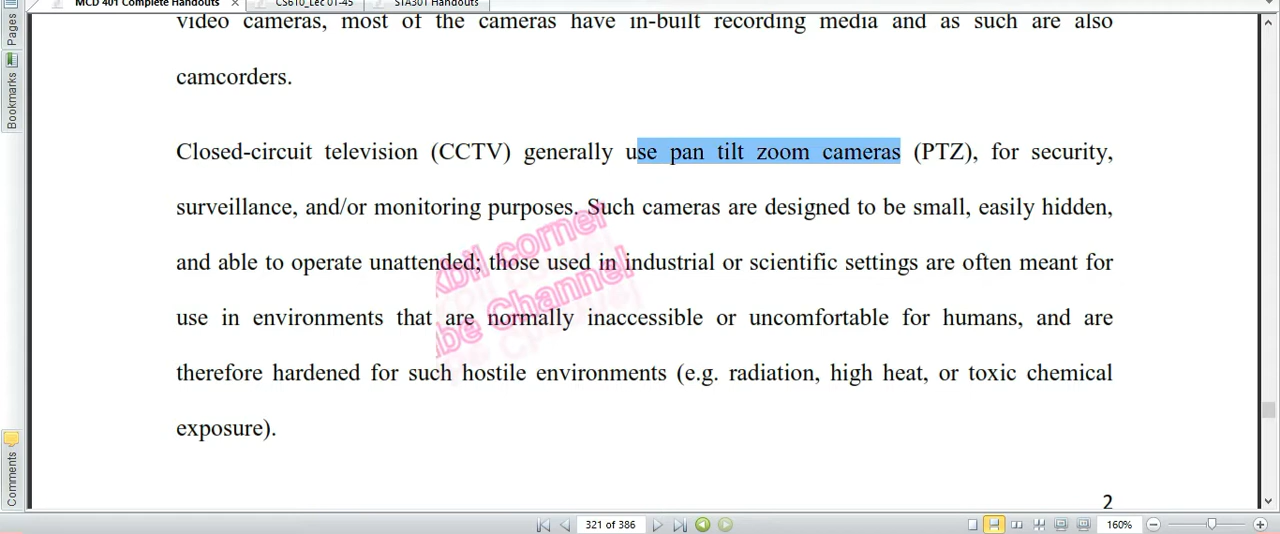 MCD 401 Complete Handouts
CS610_Lec 01-45
STA301 Handouts
Pages
Bookmarks
Comments
video cameras, most of the cameras have in-built recording media and as such are also
camcorders.
Closed-circuit television (CCTV) generally use pan tilt zoom cameras (PTZ), for security,
surveillance, and/or monitoring purposes. Such cameras are designed to be small, easily hidden,
and able to operate unattended; those used in industrial or scientific settings are often meant for
use in environments that are normally inaccessible or uncomfortable for humans, and are
therefore hardened for such hostile environments (e.g. radiation, high heat, or toxic chemical
exposure).
corner
Channel
2
321 of 386
160%